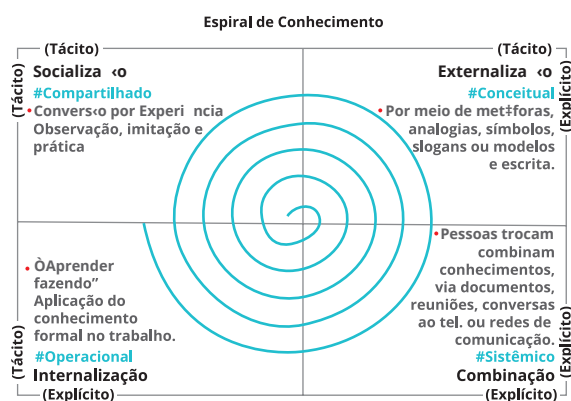 Espiral de Conhecimento
(Tácito)
(Tácito)
(Tácito)
Socializa ‹o
#Compartilhado
• Convers‹o por Experi ncia
Observação, imitação e
prática
Externaliza ‹o
#Conceitual
• Por meio de met‡foras,
analogias, símbolos,
slogans ou modelos
e escrita.
(Explícito)
• ÒAprender
fazendo”
Aplicação do
conhecimento
formal no trabalho.
#Operacional
Internalização
(Explícito)
(Tácito)
• Pessoas trocam
combinam
conhecimentos,
via documentos,
reuniões, conversas
ao tel. ou redes de
comunicação.
#Sistêmico
Combinação
(Explícito)
(Explícito)